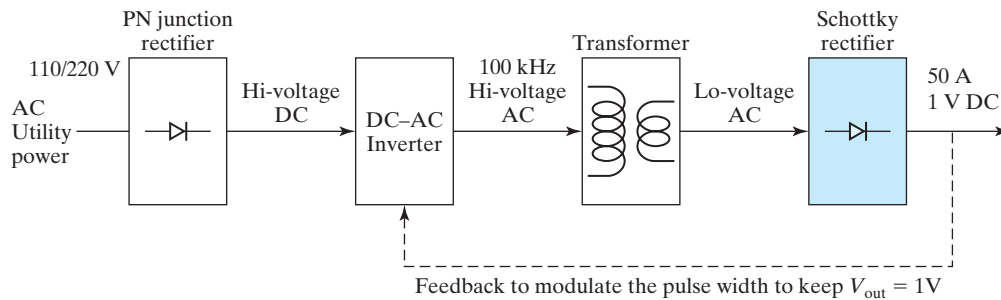 PN junction
rectifier
110/220 V
AC
Utility
power
Hi-voltage
DC
DC–AC
Inverter
100 kHz
Hi-voltage
AC
Transformer
Lo-voltage
AC
Schottky
rectifier
50 A
1 V DC
Feedback to modulate the pulse width to keep Vout = 1V